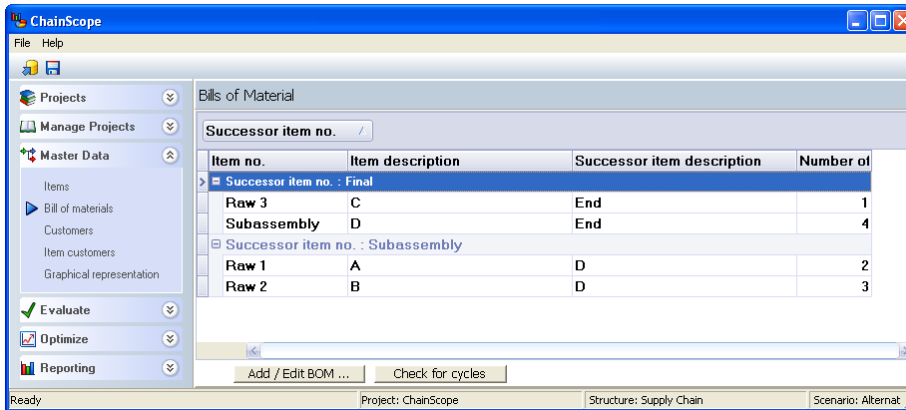 ChainScope
File Help
Projects
Manage Projects
Master Data
Items
Bill of materials
Customers
Item customers
Graphical representation
Evaluate
Optimize
Reporting
Bills of Material
Successor item no.
Item no. Item description Successor item description Number of
Successor item no. : Final
Raw 3 C End 1
Subassembly D End 4
Successor item no. : Subassembly
Raw 1 A D 2
Raw 2 B D 3
Add / Edit BOM ... Check for cycles
Ready Project: ChainScope Structure: Supply Chain Scenario: Alternat